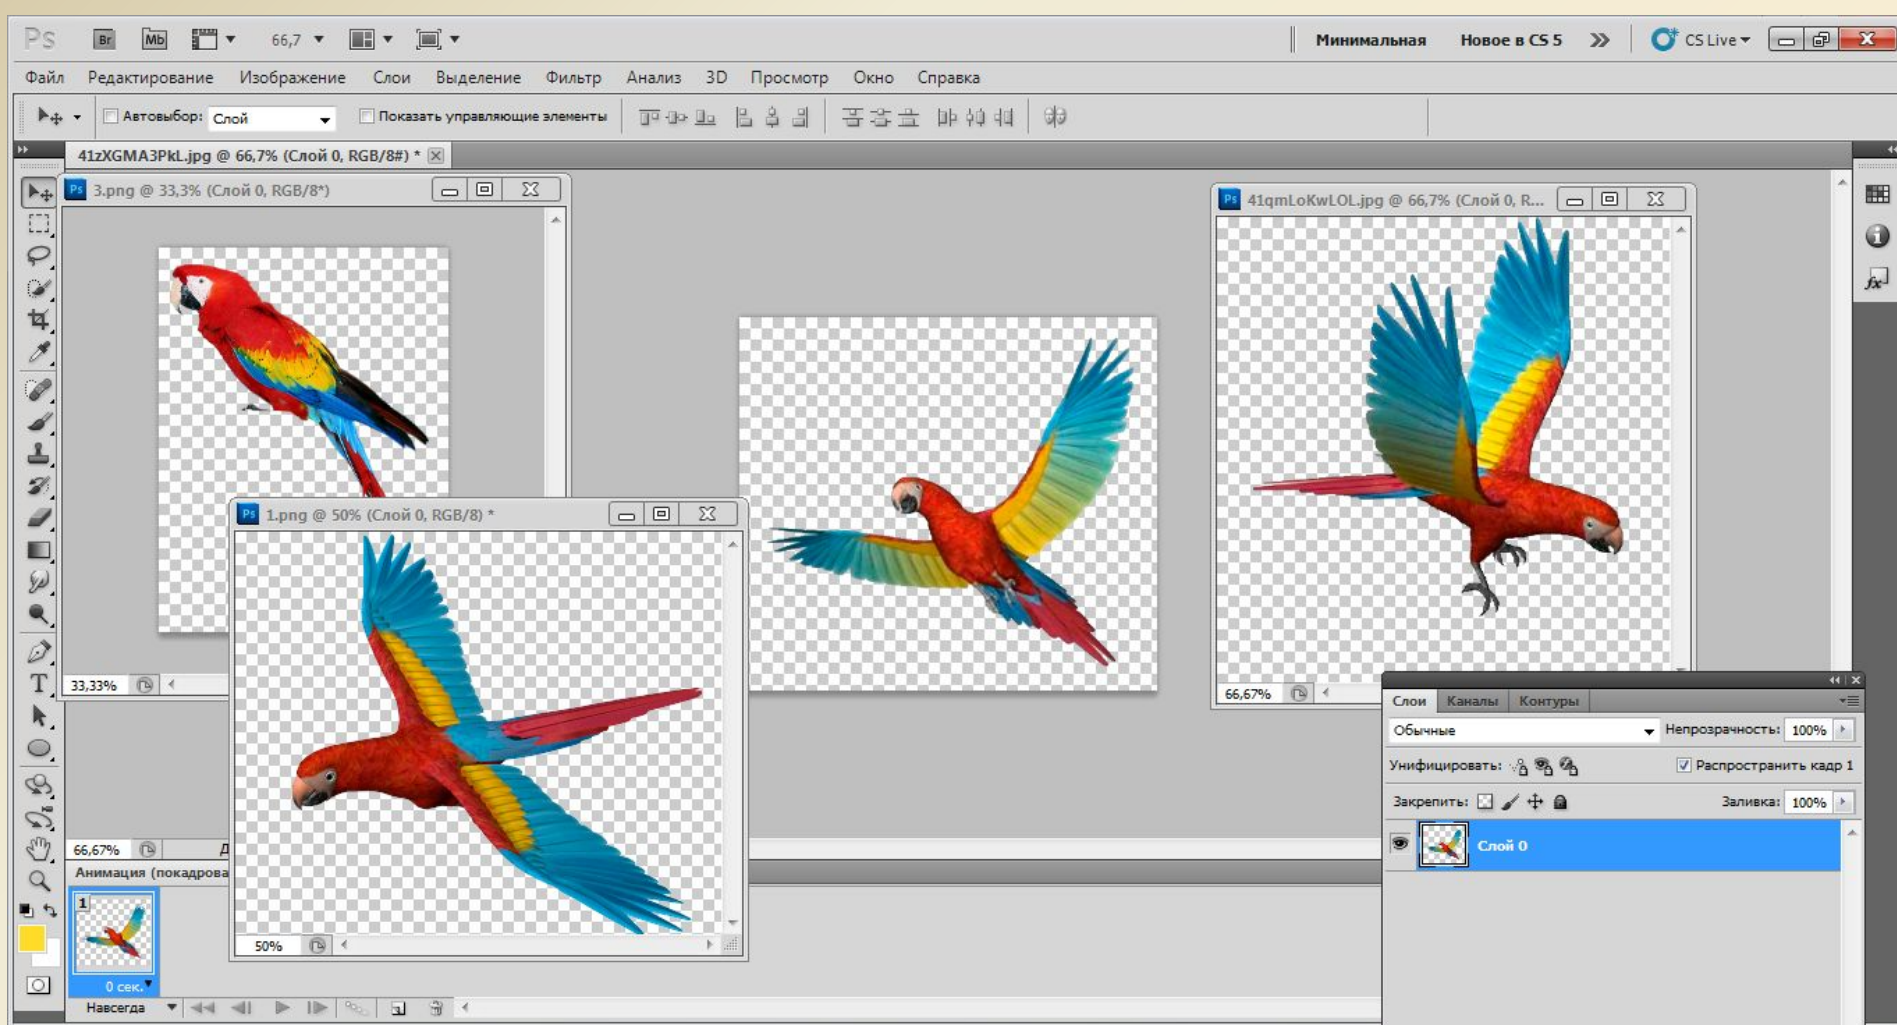 Ps Br Mb 66,7 Минимальная Новое в CS 5 CS Live
Файл Редактирование Изображение Слои Выделение Фильтр Анализ 3D Просмотр Окно Справка
Автовыбор: Слой Показать управляющие элементы
41zXGMA3PkL.jpg @ 66,7% (Слой 0, RGB/8#) *
Ps 3.png @ 33,3% (Слой 0, RGB/8*)
Ps 41qmLoKwLOL.jpg @ 66,7% (Слой 0, R...
Ps 1.png @ 50% (Слой 0, RGB/8) *
33,33%
66,67%
50%
66,67% Д
Анимация (покадрова
1
0 сек.
Навсегда
Слои Каналы Контуры
Обычные Непрозрачность: 100%
Унифицировать: Распространить кадр 1
Закрепить: Заливка: 100%
Слой 0